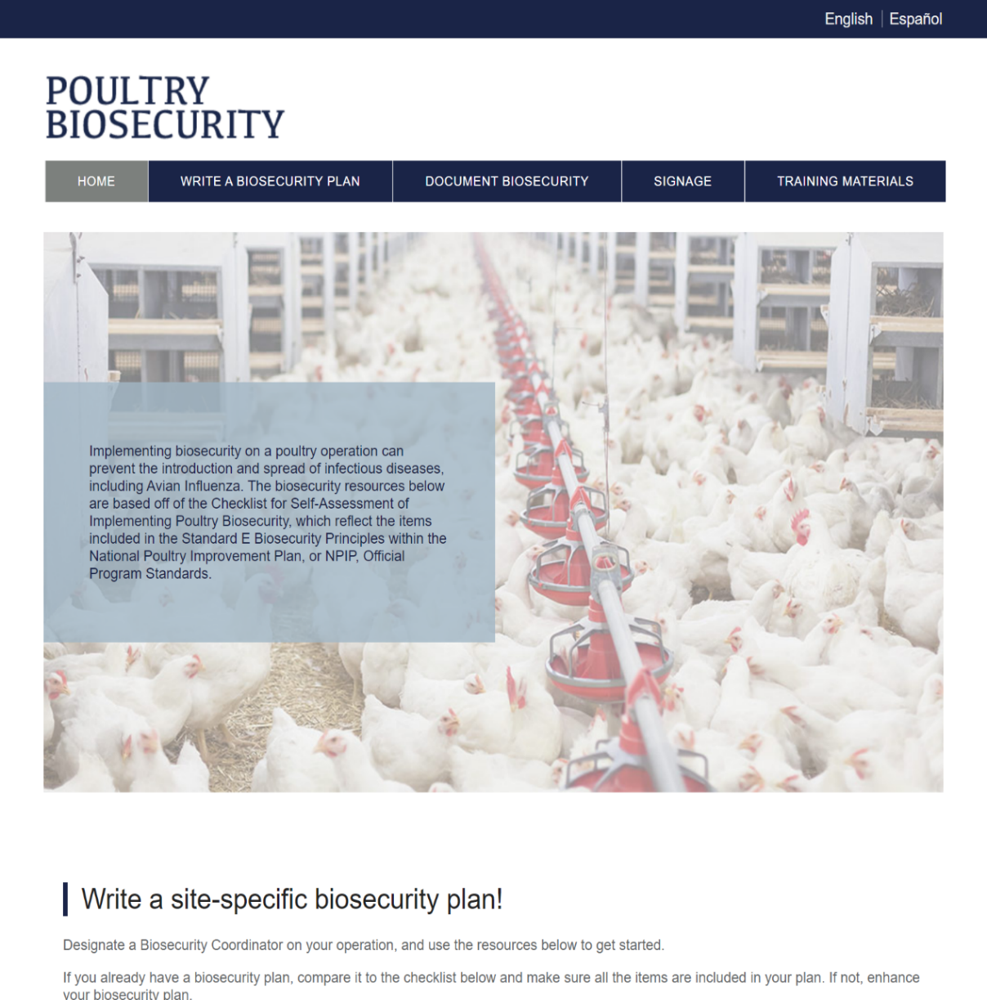 English | Español
POULTRY
BIOSECURITY
HOME WRITE A BIOSECURITY PLAN DOCUMENT BIOSECURITY SIGNAGE TRAINING MATERIALS
Implementing biosecurity on a poultry operation can
prevent the introduction and spread of infectious diseases,
including Avian Influenza. The biosecurity resources below
are based off of the Checklist for Self-Assessment of
Implementing Poultry Biosecurity, which reflect the items
included in the Standard E Biosecurity Principles within the
National Poultry Improvement Plan, or NPIP, Official
Program Standards.
Write a site-specific biosecurity plan!
Designate a Biosecurity Coordinator on your operation, and use the resources below to get started.
If you already have a biosecurity plan, compare it to the checklist below and make sure all the items are included in your plan. If not, enhance
your biosecurity plan.